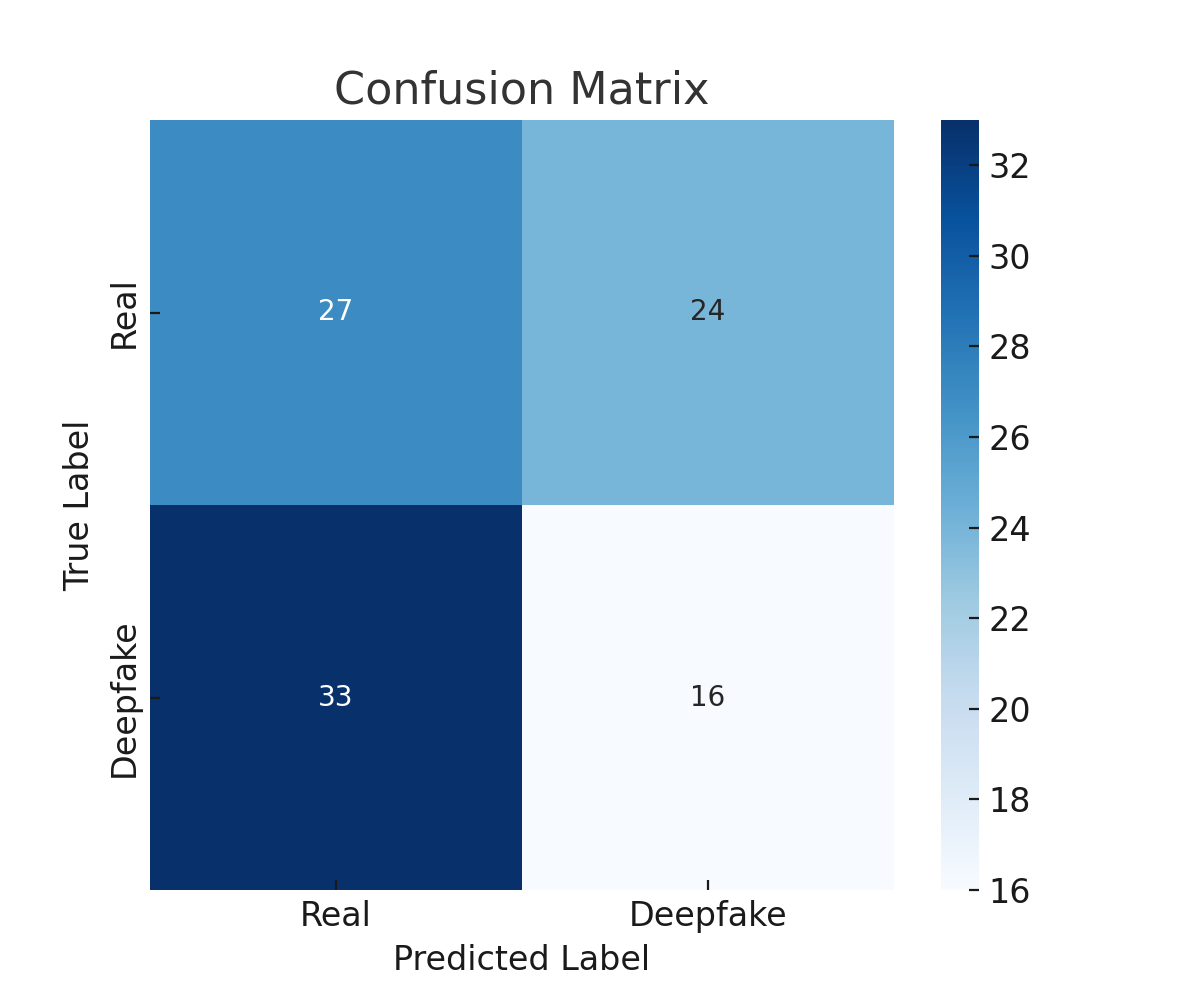 Confusion Matrix
True Label
Real
27
24
Deepfake
33
16
Real
Deepfake
Predicted Label
32
30
28
26
24
22
20
18
16